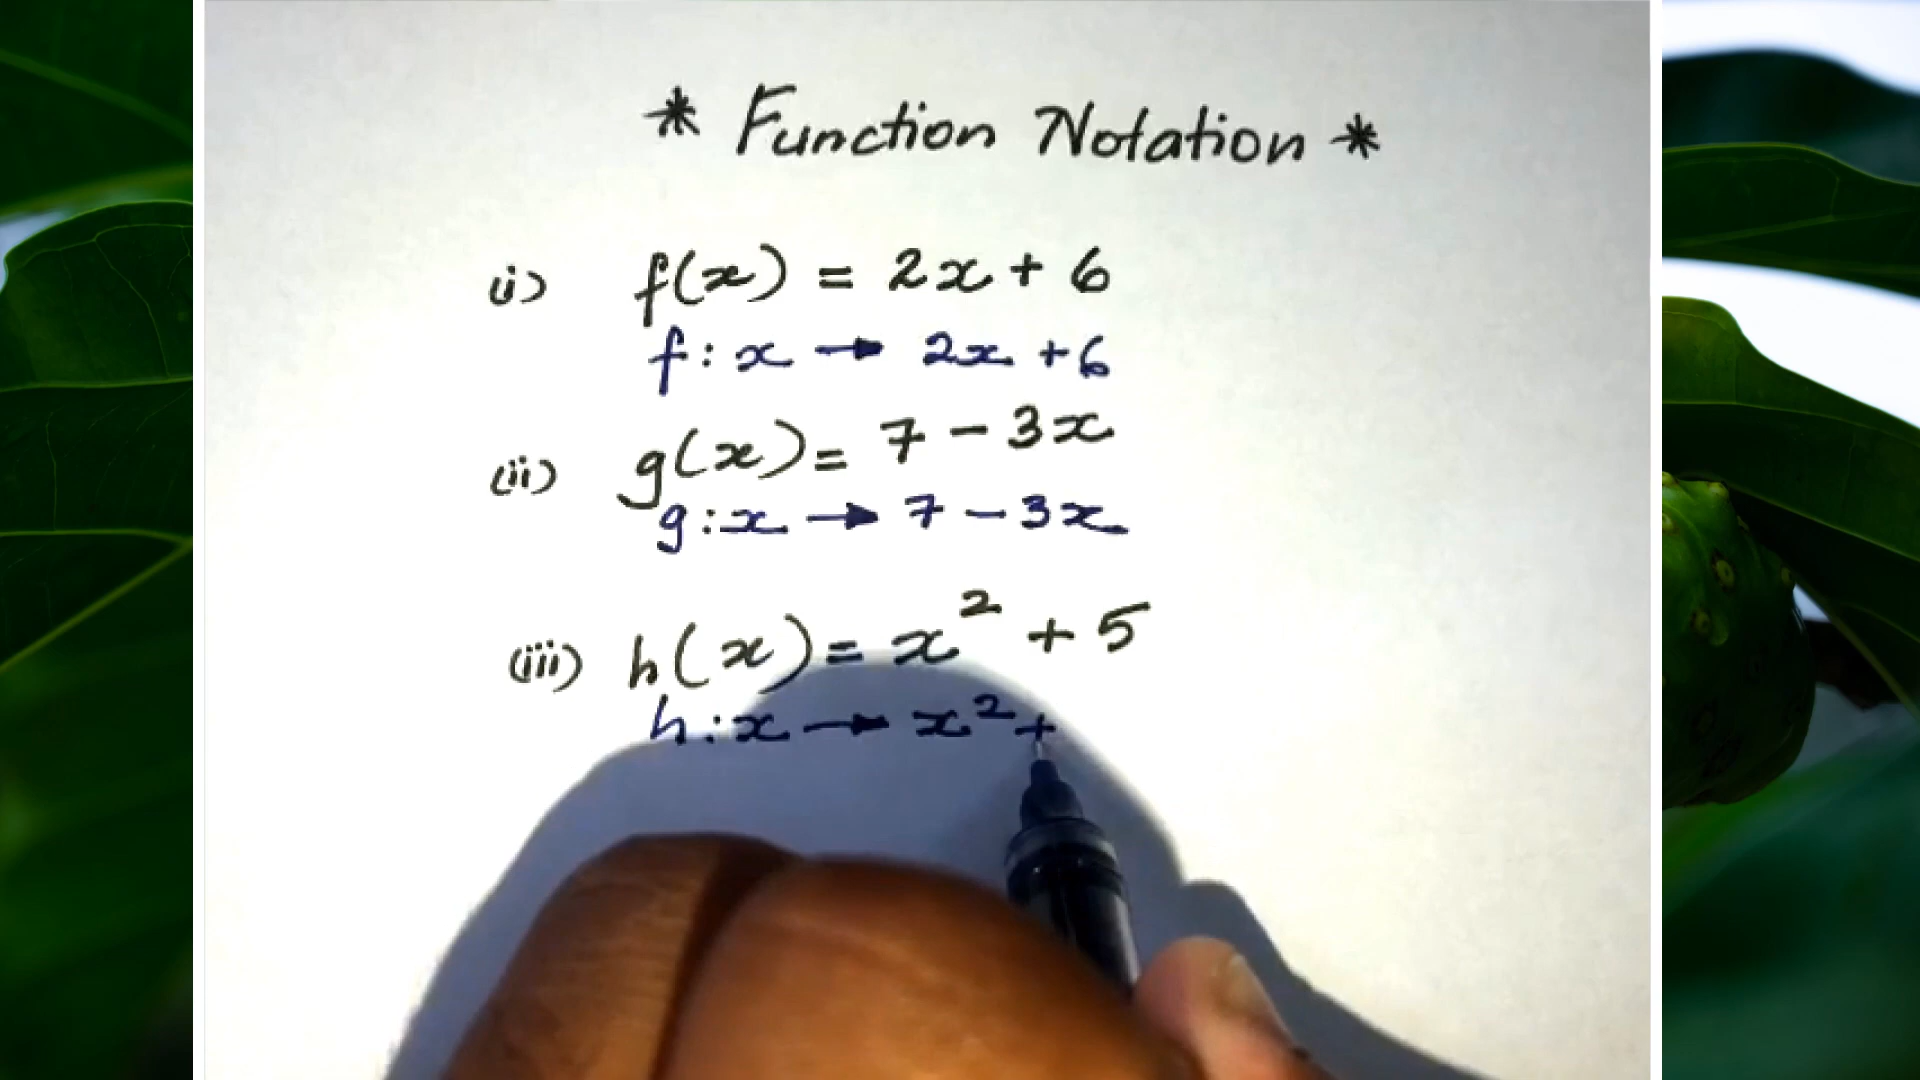 * Function Notation *
(i) f(x) = 2x + 6
f : x → 2x + 6
(ii) g(x) = 7 - 3x
g : x → 7 - 3x
(iii) h(x) = x² + 5
h : x → x² +